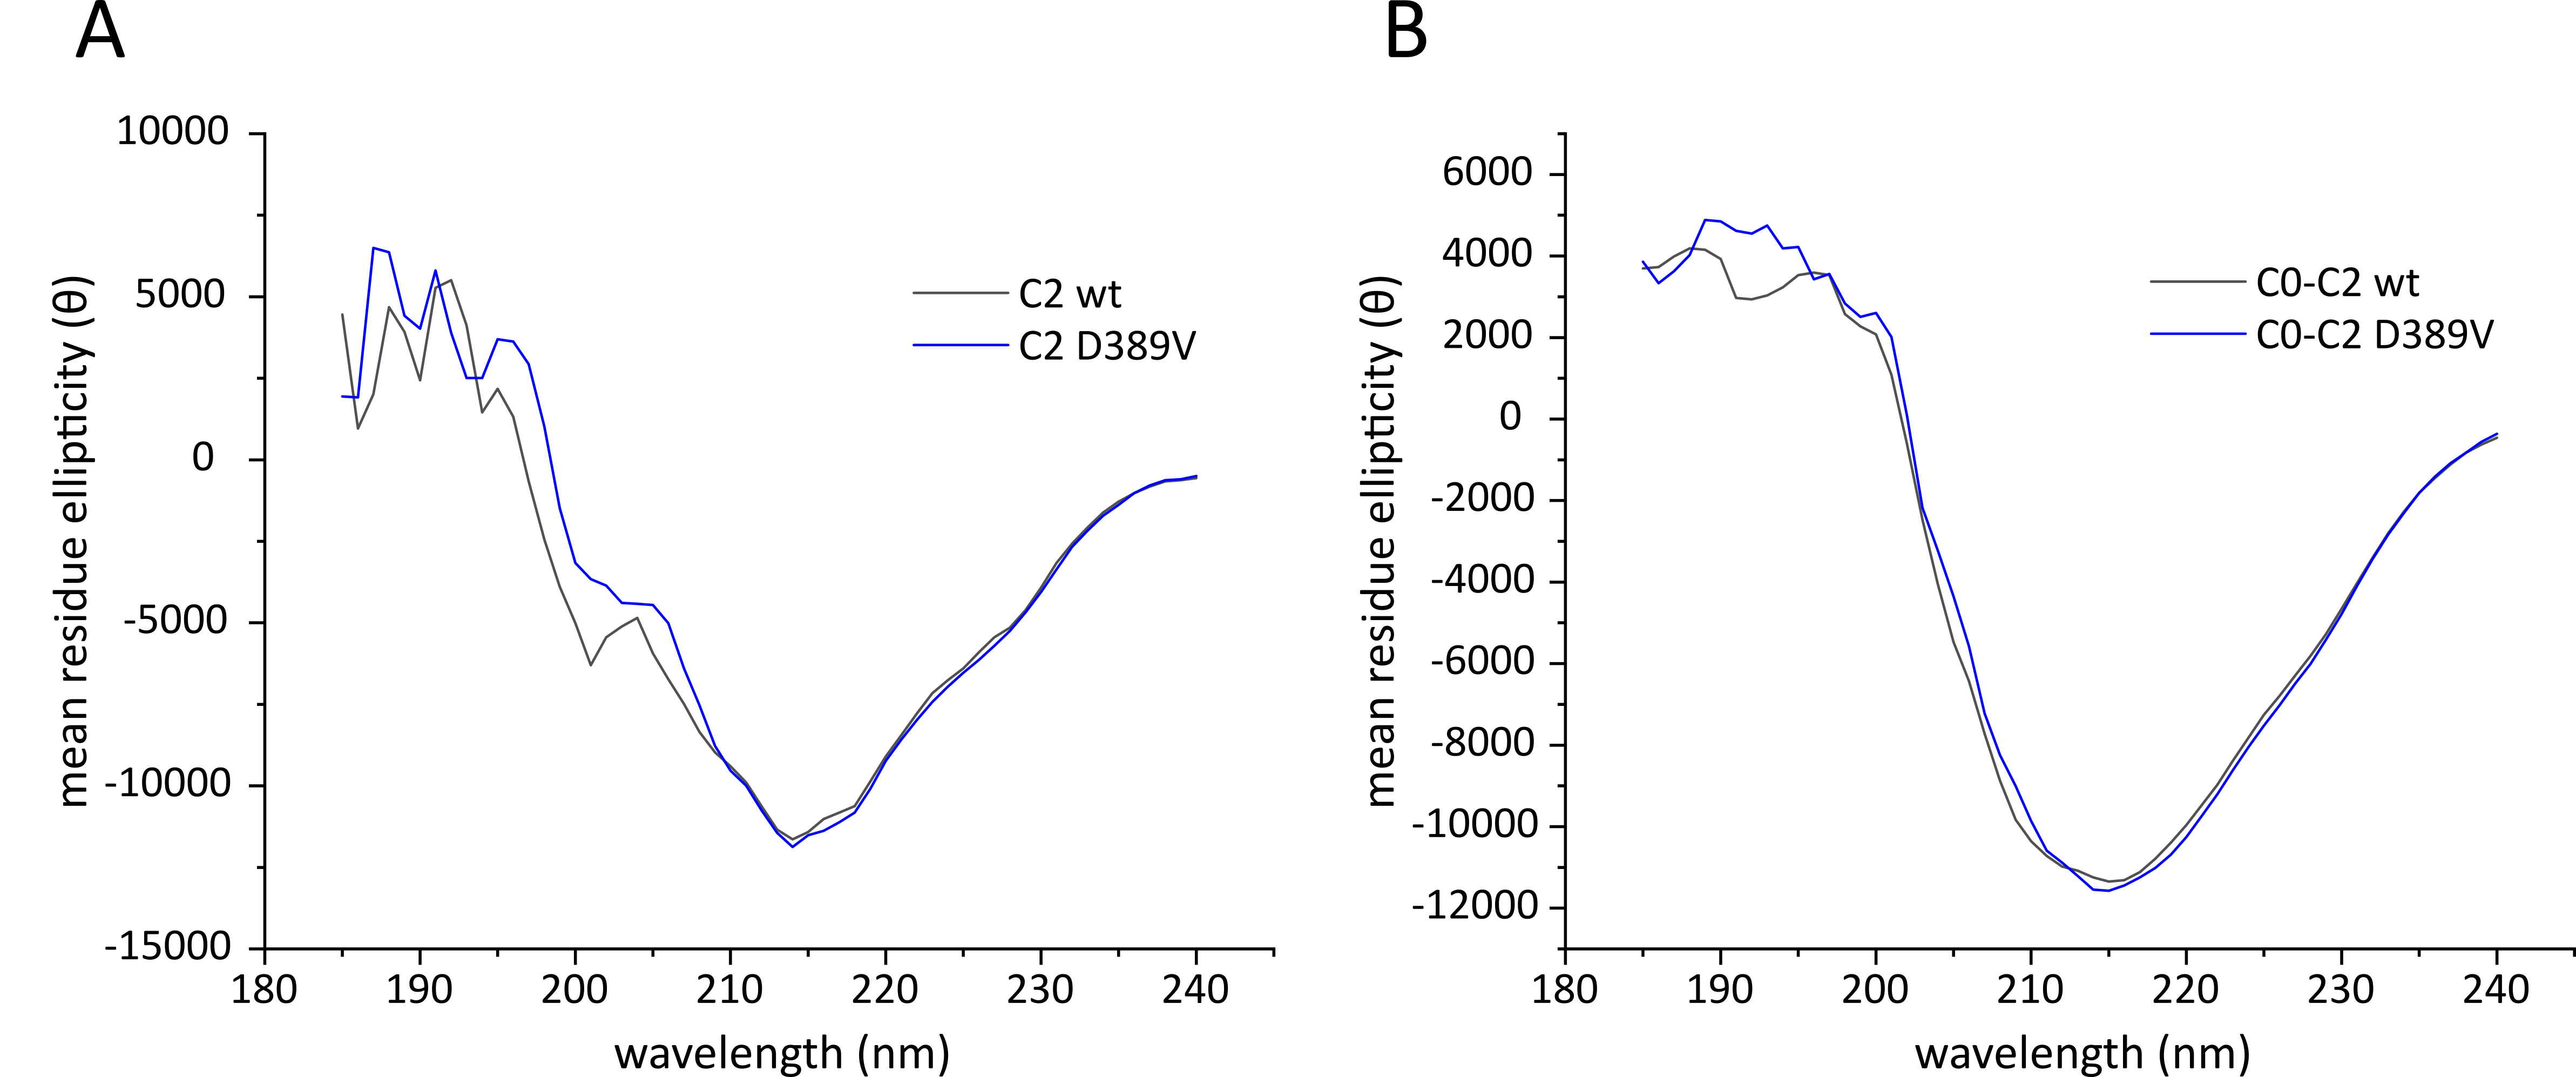 A
mean residue ellipticity (θ)
10000
5000
0
-5000
-10000
-15000
180 190 200 210 220 230 240
wavelength (nm)
C2 wt
C2 D389V
B
mean residue ellipticity (θ)
6000
4000
2000
0
-2000
-4000
-6000
-8000
-10000
-12000
180 190 200 210 220 230 240
wavelength (nm)
C0-C2 wt
C0-C2 D389V